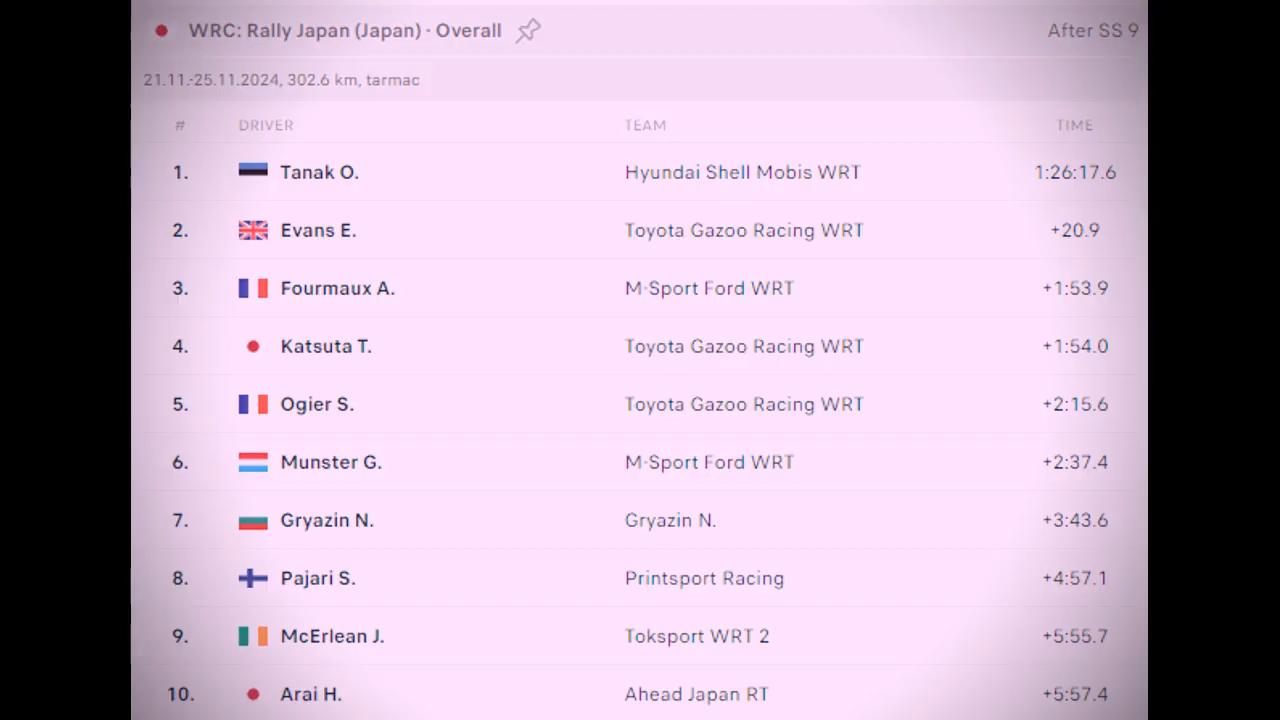 WRC: Rally Japan (Japan) · Overall After SS 9
21.11.-25.11.2024, 302.6 km, tarmac
# DRIVER TEAM TIME
1. Tanak O. Hyundai Shell Mobis WRT 1:26:17.6
2. Evans E. Toyota Gazoo Racing WRT +20.9
3. Fourmaux A. M-Sport Ford WRT +1:53.9
4. Katsuta T. Toyota Gazoo Racing WRT +1:54.0
5. Ogier S. Toyota Gazoo Racing WRT +2:15.6
6. Munster G. M-Sport Ford WRT +2:37.4
7. Gryazin N. Gryazin N. +3:43.6
8. Pajari S. Printsport Racing +4:57.1
9. McErlean J. Toksport WRT 2 +5:55.7
10. Arai H. Ahead Japan RT +5:57.4